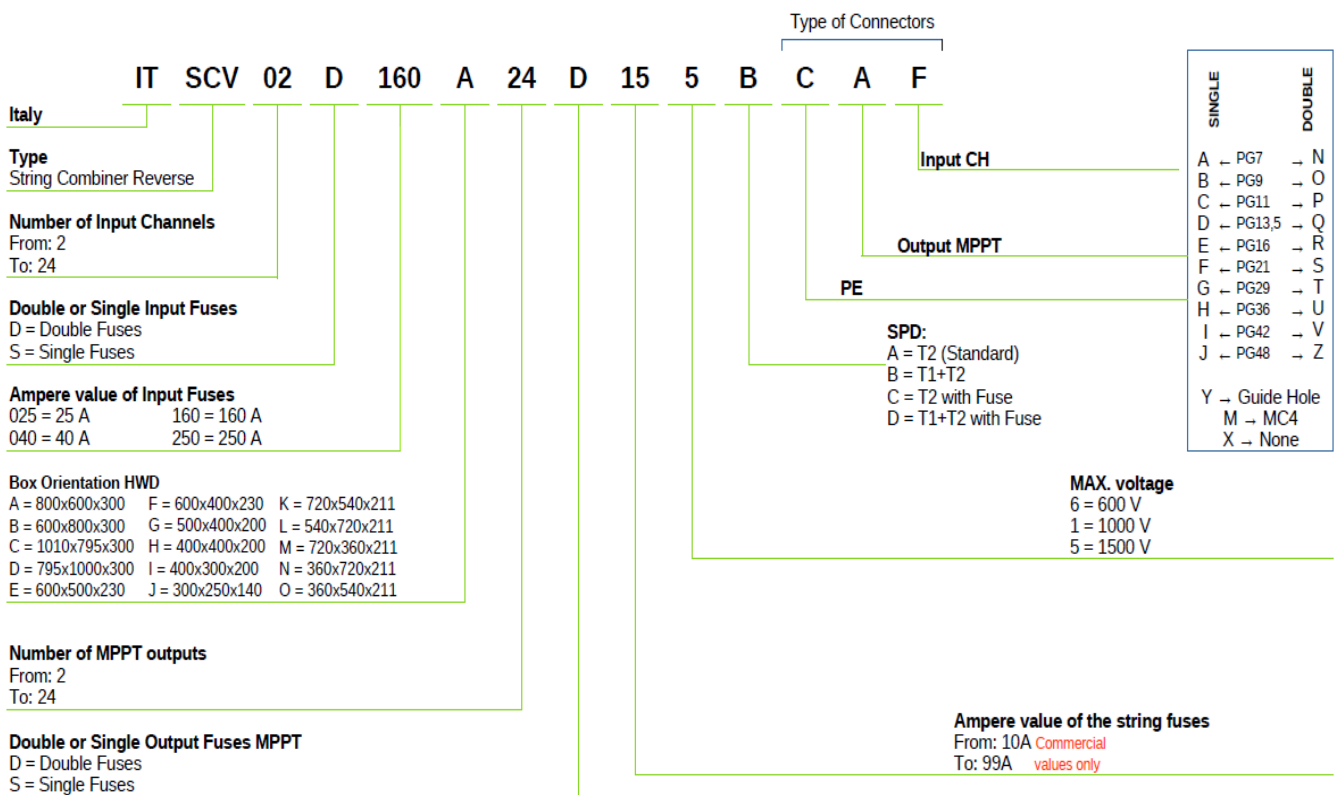 Type of Connectors
IT SCV 02 D 160 A 24 D 15 5 B C A F
Italy
Type
String Combiner Reverse
Number of Input Channels
From: 2
To: 24
Double or Single Input Fuses
D = Double Fuses
S = Single Fuses
Ampere value of Input Fuses
025 = 25 A 160 = 160 A
040 = 40 A 250 = 250 A
Box Orientation HWD
A = 800x600x300 F = 600x400x230 K = 720x540x211
B = 600x800x300 G = 500x400x200 L = 540x720x211
C = 1010x795x300 H = 400x400x200 M = 720x360x211
D = 795x1000x300 I = 400x300x200 N = 360x720x211
E = 600x500x230 J = 300x250x140 O = 360x540x211
Number of MPPT outputs
From: 2
To: 24
Double or Single Output Fuses MPPT
D = Double Fuses
S = Single Fuses
Input CH
Output MPPT
PE
SPD:
A = T2 (Standard)
B = T1+T2
C = T2 with Fuse
D = T1+T2 with Fuse
SINGLE DOUBLE
A ← PG7 → N
B ← PG9 → O
C ← PG11 → P
D ← PG13,5 → Q
E ← PG16 → R
F ← PG21 → S
G ← PG29 → T
H ← PG36 → U
I ← PG42 → V
J ← PG48 → Z
Y → Guide Hole
M → MC4
X → None
MAX. voltage
6 = 600 V
1 = 1000 V
5 = 1500 V
Ampere value of the string fuses
From: 10A Commercial
To: 99A values only